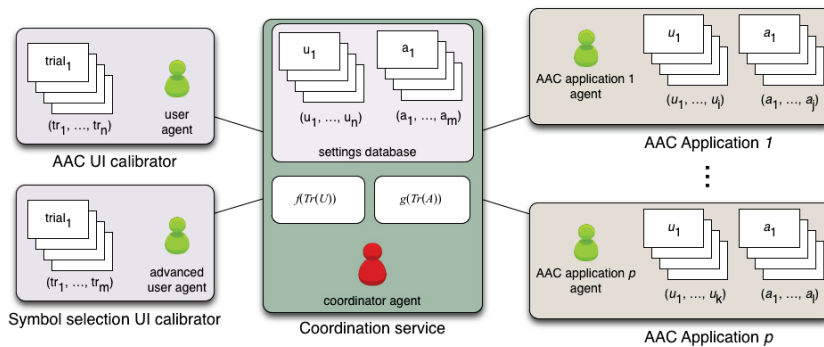 trial1
(tr1, ..., trn)
user
agent
AAC UI calibrator
trial1
(tr1, ..., trm)
advanced
user agent
Symbol selection UI calibrator
u1
a1
(u1, ..., un)
(a1, ..., am)
settings database
f(Tr(U))
g(Tr(A))
coordinator agent
Coordination service
AAC application 1
agent
u1
a1
(u1, ..., ui)
(a1, ..., aj)
AAC Application 1
AAC application p
agent
u1
a1
(u1, ..., uk)
(a1, ..., al)
AAC Application p